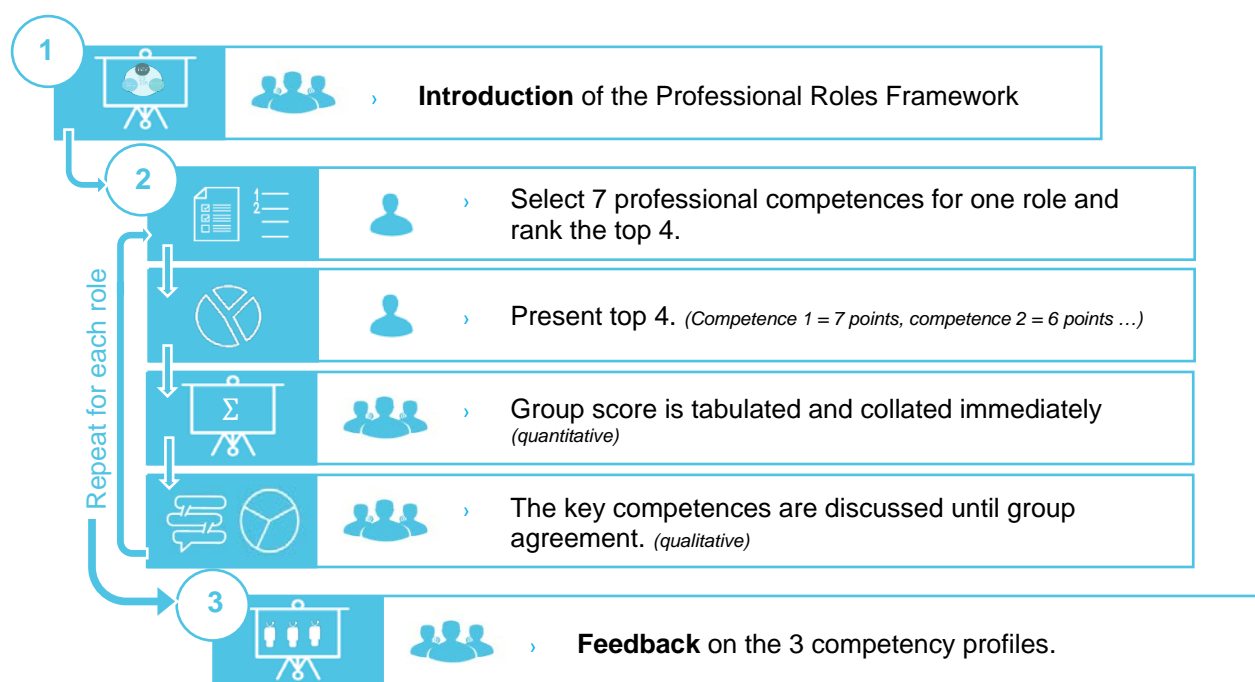 1
Introduction of the Professional Roles Framework
2
1
2
Select 7 professional competences for one role and
rank the top 4.
Present top 4. (Competence 1 = 7 points, competence 2 = 6 points …)
Σ
Group score is tabulated and collated immediately
(quantitative)
The key competences are discussed until group
agreement. (qualitative)
Repeat for each role
3
Feedback on the 3 competency profiles.